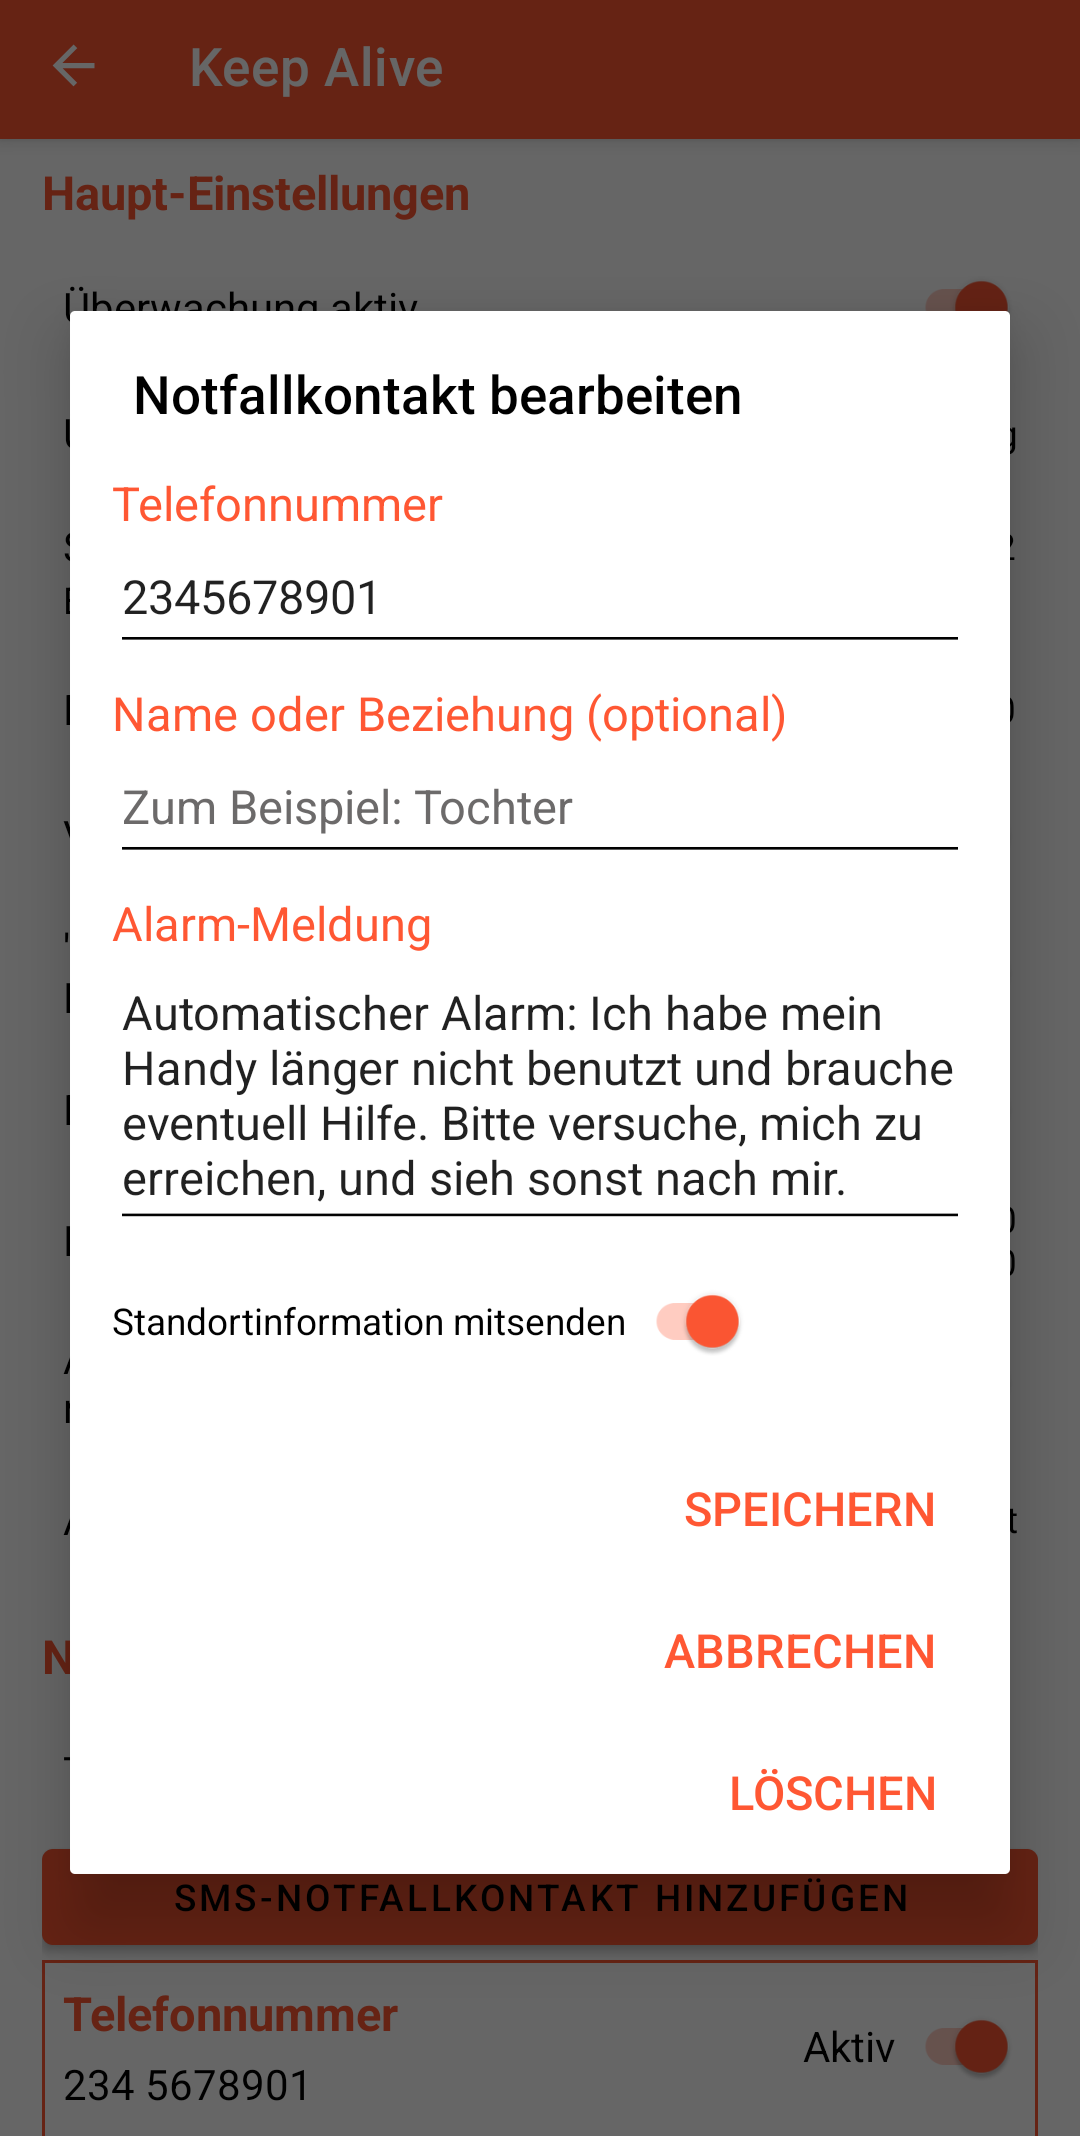 Keep Alive
Haupt-Einstellungen
Überwachung aktiv
Notfallkontakt bearbeiten
Telefonnummer
2345678901
Name oder Beziehung (optional)
Zum Beispiel: Tochter
Alarm-Meldung
Automatischer Alarm: Ich habe mein
Handy länger nicht benutzt und brauche
eventuell Hilfe. Bitte versuche, mich zu
erreichen, und sieh sonst nach mir.
Standortinformation mitsenden
SPEICHERN
ABBRECHEN
LÖSCHEN
SMS-NOTFALLKONTAKT HINZUFÜGEN
Telefonnummer
Aktiv
234 5678901